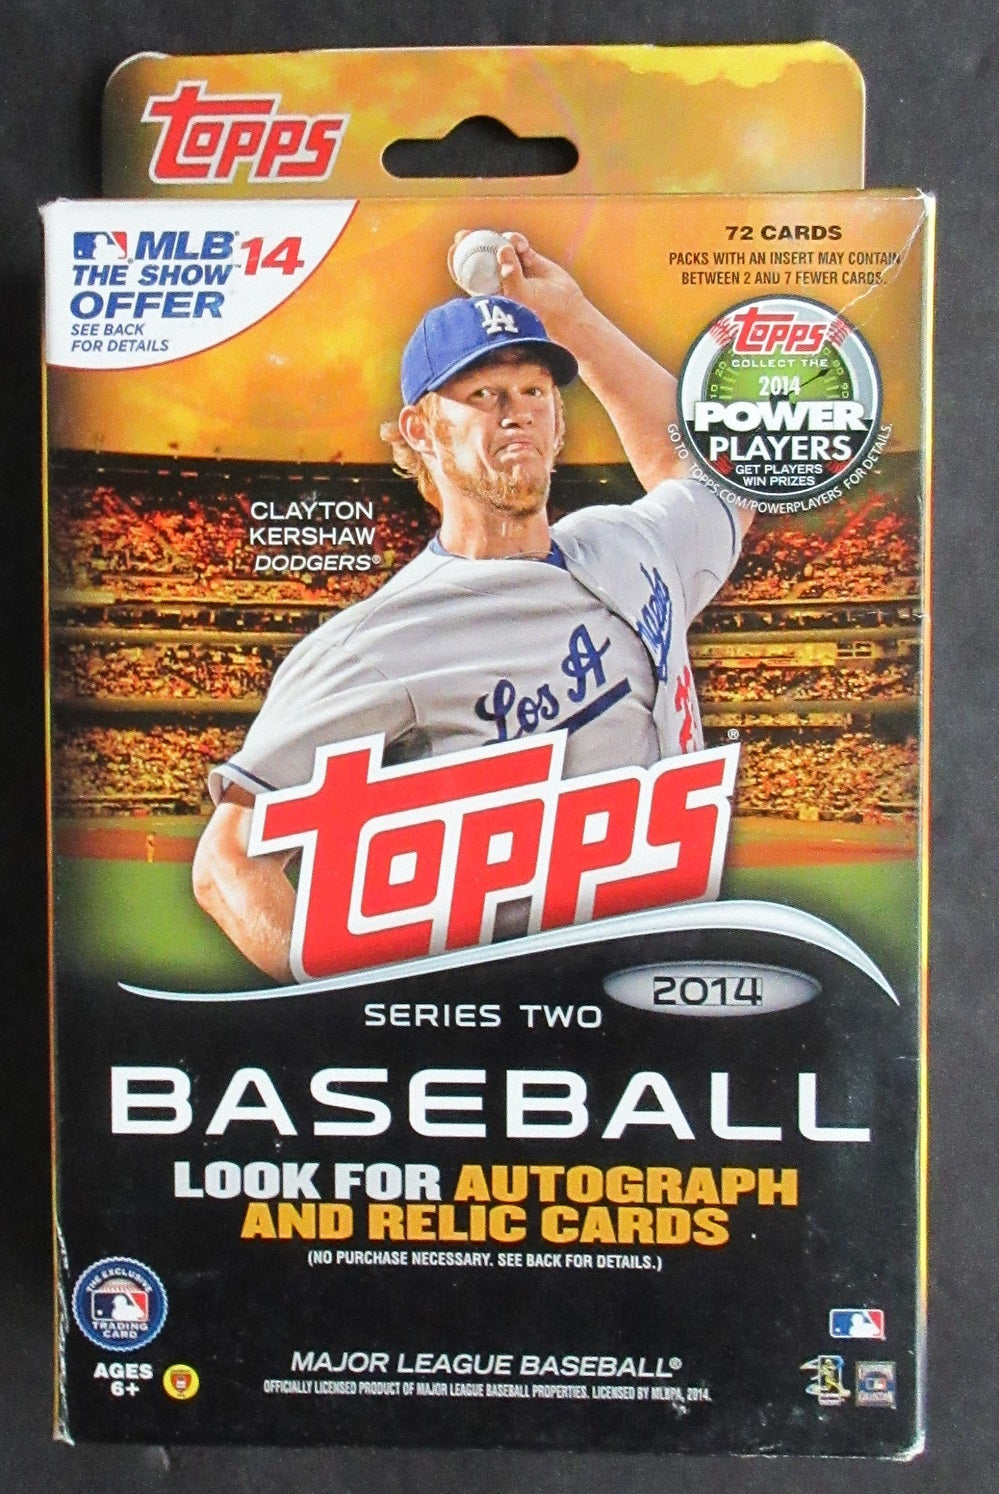 TOPPS
MLB
THE SHOW™ 14
OFFER
SEE BACK
FOR DETAILS
72 CARDS
PACKS WITH AN INSERT MAY CONTAIN
BETWEEN 2 AND 7 FEWER CARDS.
TOPPS
COLLECT THE
2014
POWER
PLAYERS
GET PLAYERS
WIN PRIZES
GO TO TOPPS.COM/POWERPLAYERS FOR DETAILS.
LA
CLAYTON
KERSHAW
DODGERS®
Los A
ngeles
TOPPS®
2014
SERIES TWO
BASEBALL
LOOK FOR AUTOGRAPH
AND RELIC CARDS
(NO PURCHASE NECESSARY. SEE BACK FOR DETAILS.)
THE EXCLUSIVE
TRADING
CARD
AGES
6+
MAJOR LEAGUE BASEBALL®
OFFICIALLY LICENSED PRODUCT OF MAJOR LEAGUE BASEBALL PROPERTIES. LICENSED BY MLBPA, 2014.